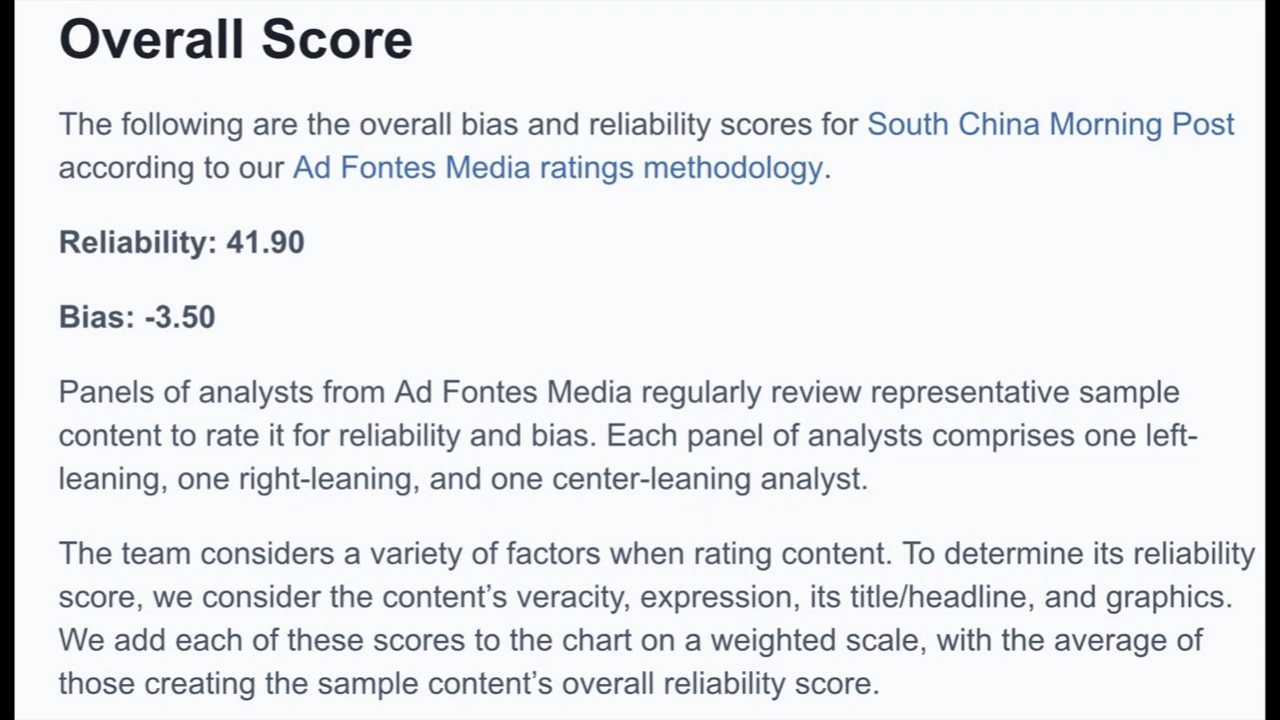 Overall Score
The following are the overall bias and reliability scores for South China Morning Post
according to our Ad Fontes Media ratings methodology.
Reliability: 41.90
Bias: -3.50
Panels of analysts from Ad Fontes Media regularly review representative sample
content to rate it for reliability and bias. Each panel of analysts comprises one left-
leaning, one right-leaning, and one center-leaning analyst.
The team considers a variety of factors when rating content. To determine its reliability
score, we consider the content’s veracity, expression, its title/headline, and graphics.
We add each of these scores to the chart on a weighted scale, with the average of
those creating the sample content’s overall reliability score.